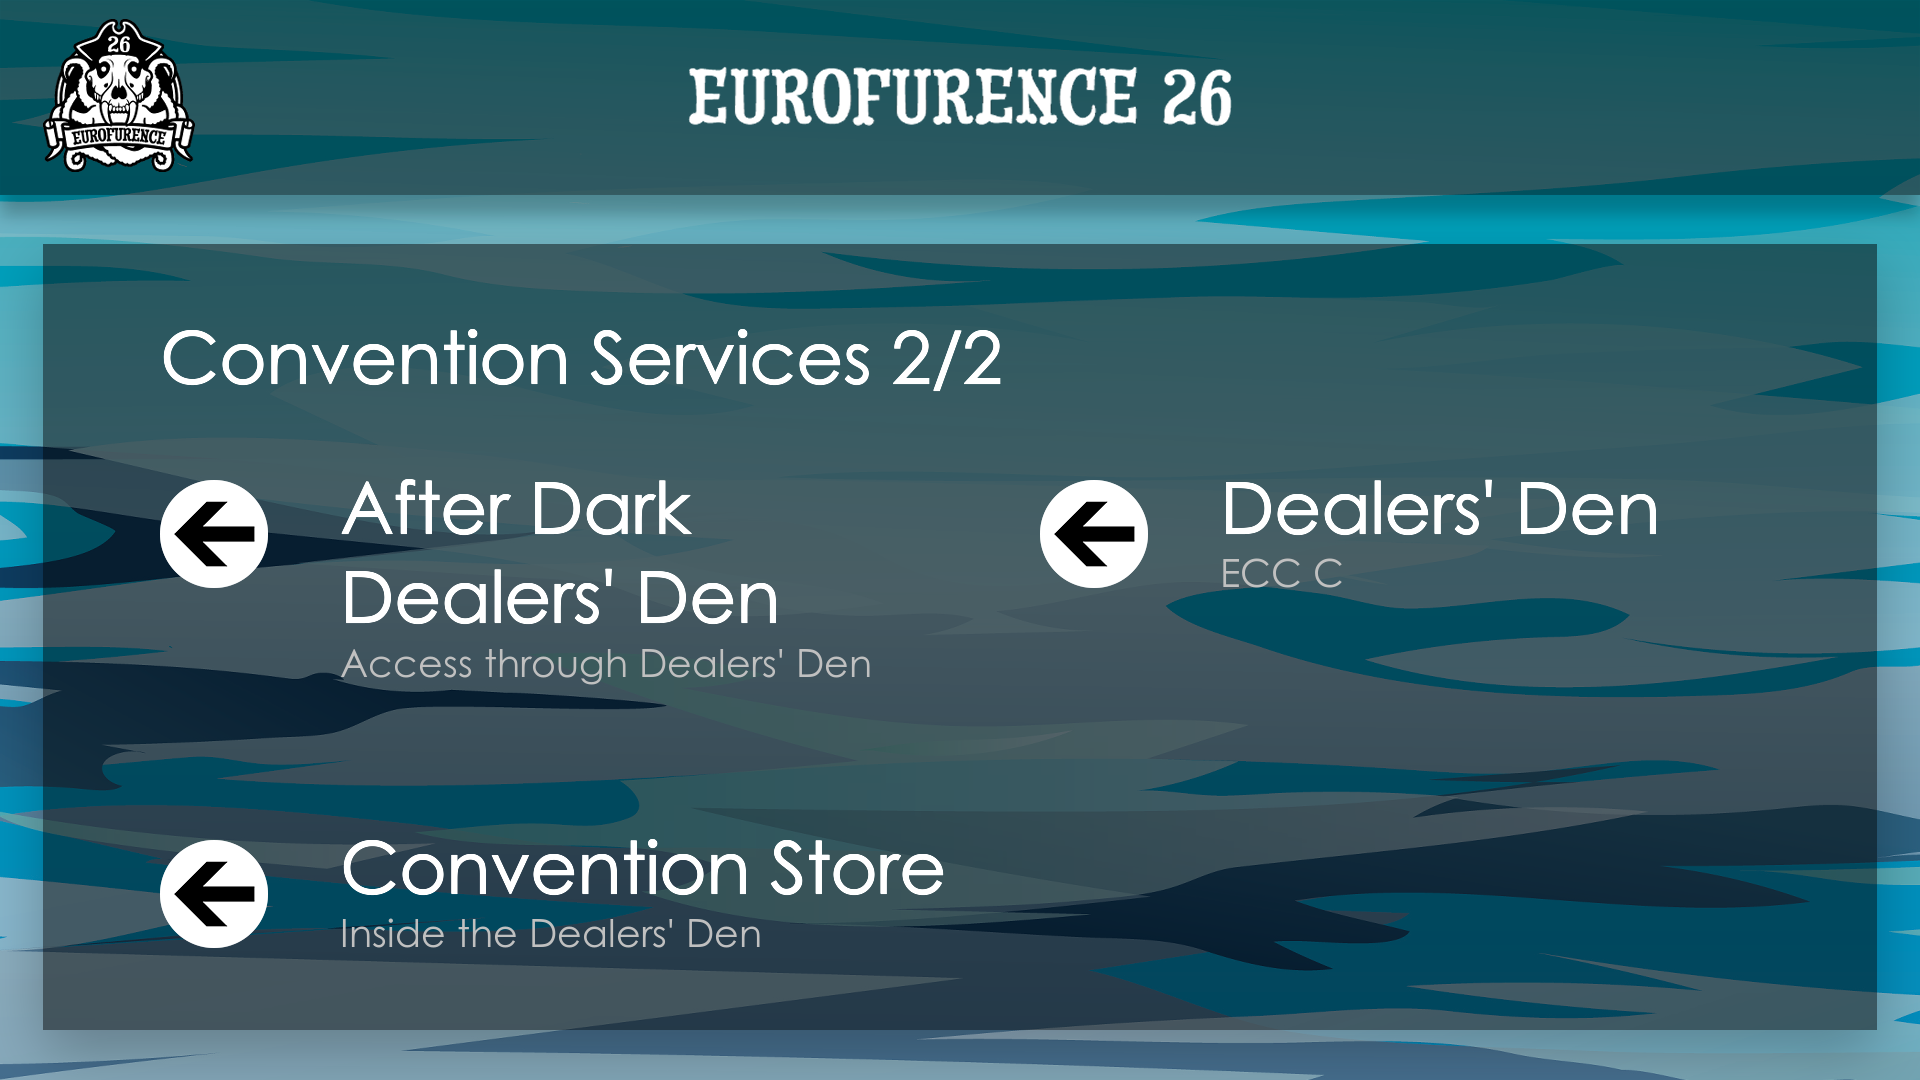 26
EUROFURENCE
EUROFURENCE 26
Convention Services 2/2
After Dark
Dealers' Den
Access through Dealers' Den
Dealers' Den
ECC C
Convention Store
Inside the Dealers' Den